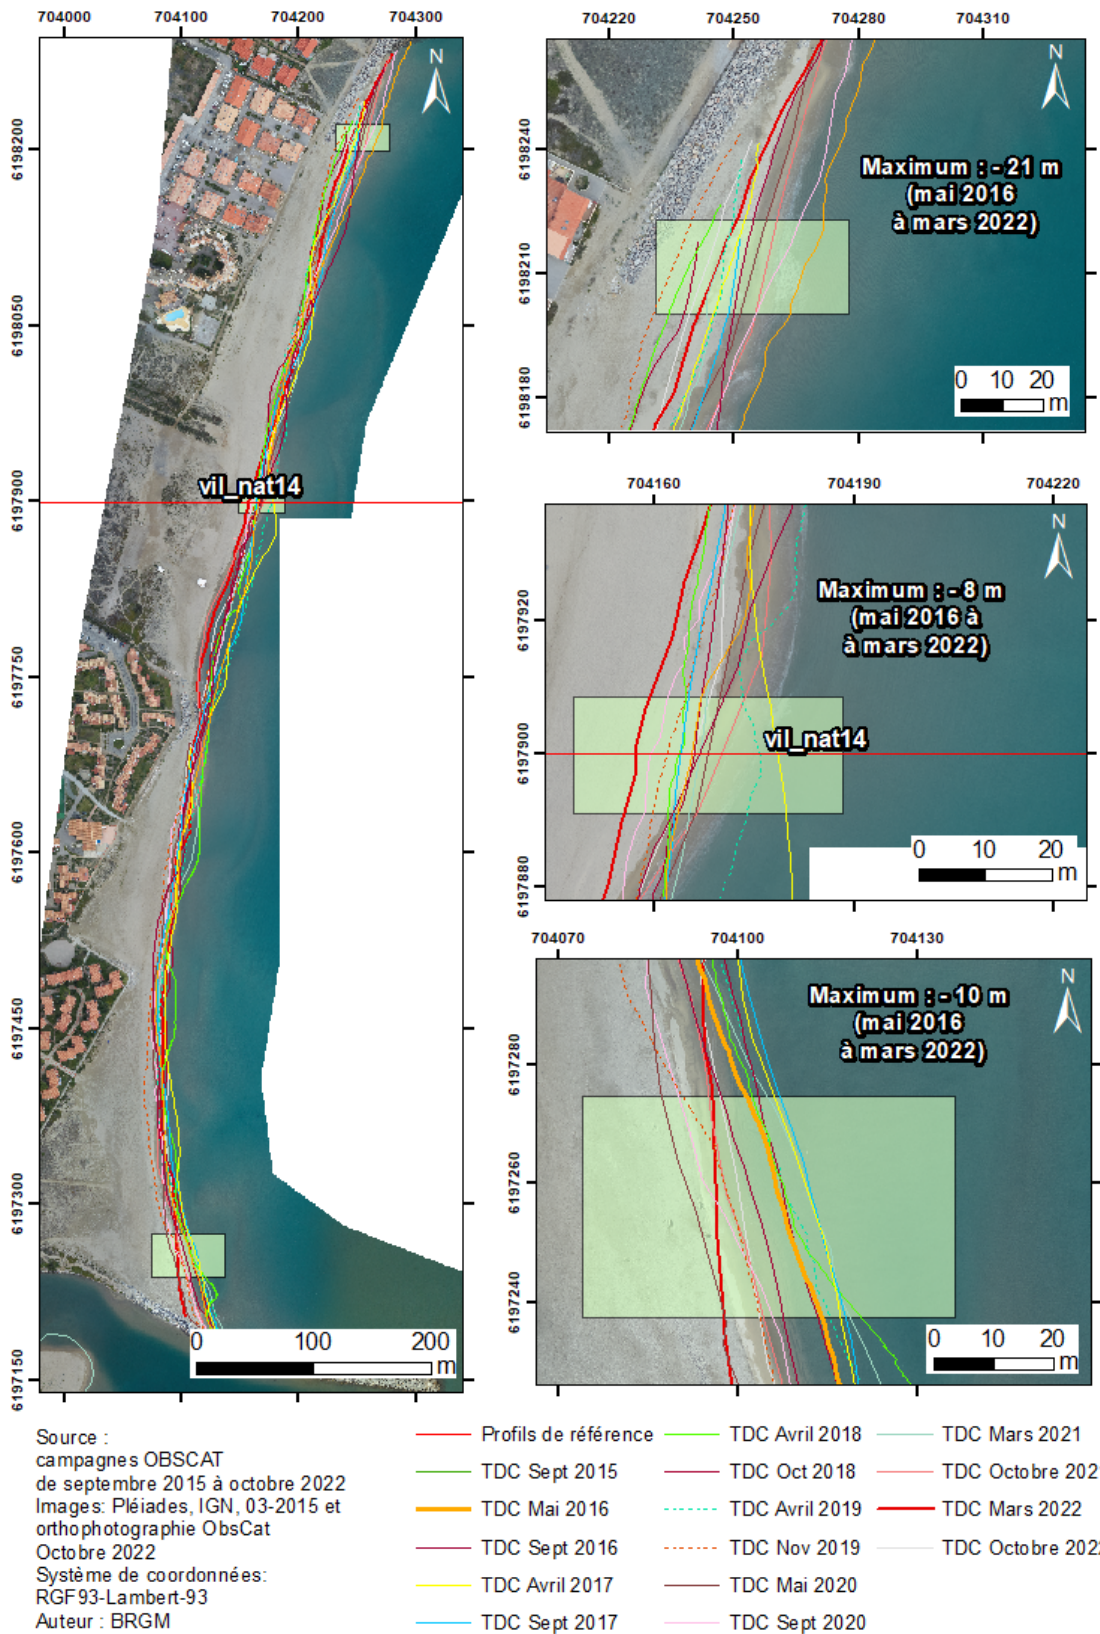 704000 704100 704200 704300
6198200
6198050
6197900
6197750
6197600
6197450
6197300
6197150
N
vil_nat14
0 100 200
m
704220 704250 704280 704310
6198240
6198210
6198180
N
Maximum : - 21 m
(mai 2016
à mars 2022)
0 10 20
m
704160 704190 704220
6197920
6197900
6197880
N
Maximum : - 8 m
(mai 2016 à
à mars 2022)
vil_nat14
0 10 20
m
704070 704100 704130
6197280
6197260
6197240
N
Maximum : - 10 m
(mai 2016
à mars 2022)
0 10 20
m
Source :
campagnes OBSCAT
de septembre 2015 à octobre 2022
Images: Pléiades, IGN, 03-2015 et
orthophotographie ObsCat
Octobre 2022
Système de coordonnées:
RGF93-Lambert-93
Auteur : BRGM
Profils de référence
TDC Sept 2015
TDC Mai 2016
TDC Sept 2016
TDC Avril 2017
TDC Sept 2017
TDC Avril 2018
TDC Oct 2018
TDC Avril 2019
TDC Nov 2019
TDC Mai 2020
TDC Sept 2020
TDC Mars 2021
TDC Octobre 202
TDC Mars 2022
TDC Octobre 202